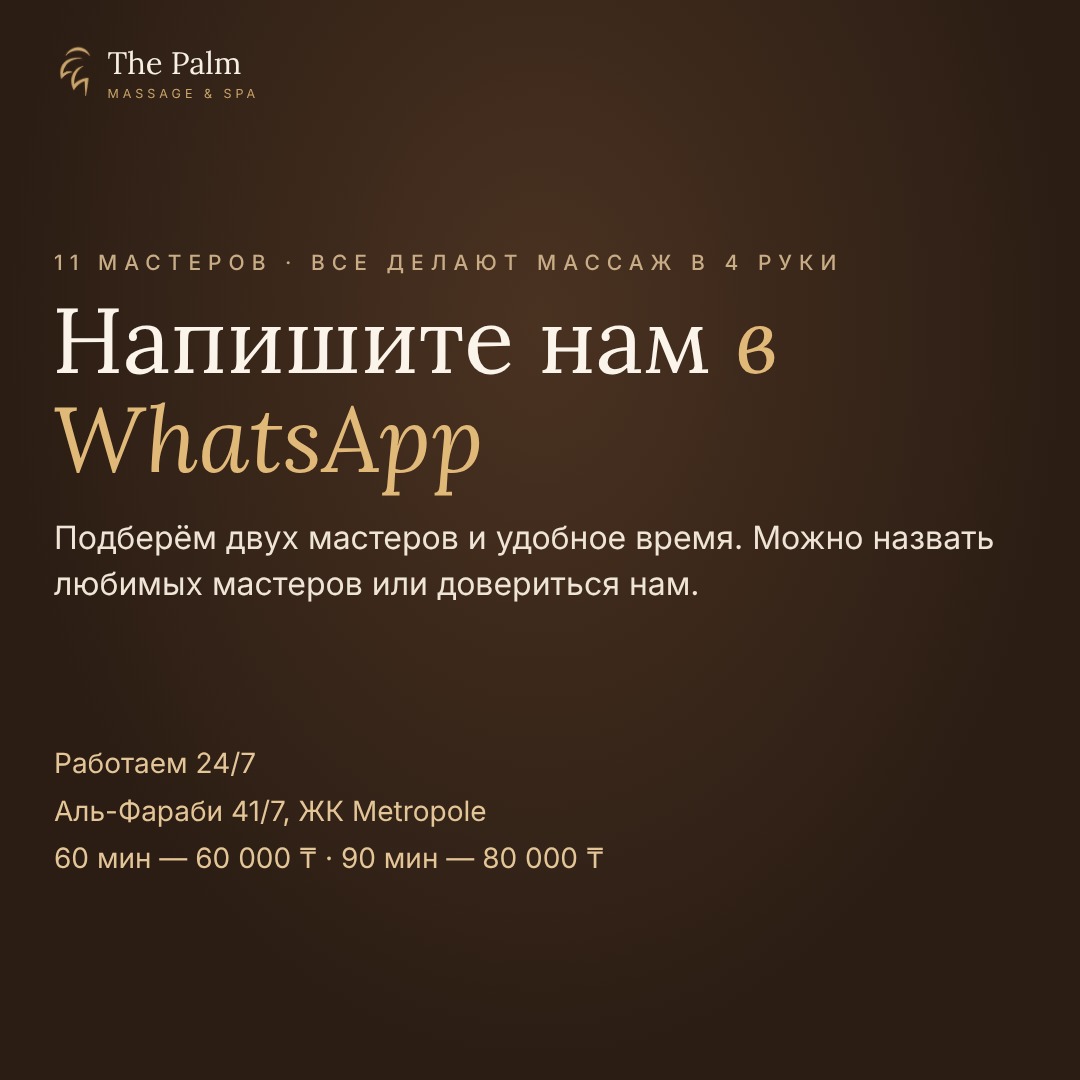 The Palm
MASSAGE & SPA
11 МАСТЕРОВ · ВСЕ ДЕЛАЮТ МАССАЖ В 4 РУКИ
Напишите нам в
WhatsApp
Подберём двух мастеров и удобное время. Можно назвать
любимых мастеров или довериться нам.
Работаем 24/7
Аль-Фараби 41/7, ЖК Metropole
60 мин — 60 000 ₸ · 90 мин — 80 000 ₸